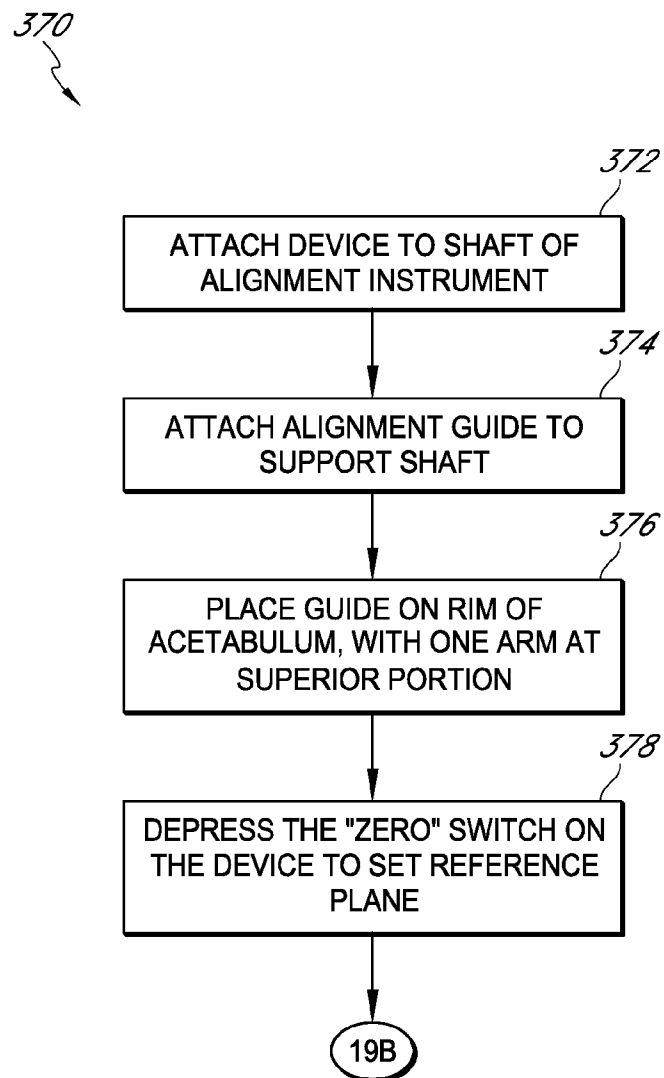 370
372
ATTACH DEVICE TO SHAFT OF
ALIGNMENT INSTRUMENT
374
ATTACH ALIGNMENT GUIDE TO
SUPPORT SHAFT
376
PLACE GUIDE ON RIM OF
ACETABULUM, WITH ONE ARM AT
SUPERIOR PORTION
378
DEPRESS THE "ZERO" SWITCH ON
THE DEVICE TO SET REFERENCE
PLANE
19B